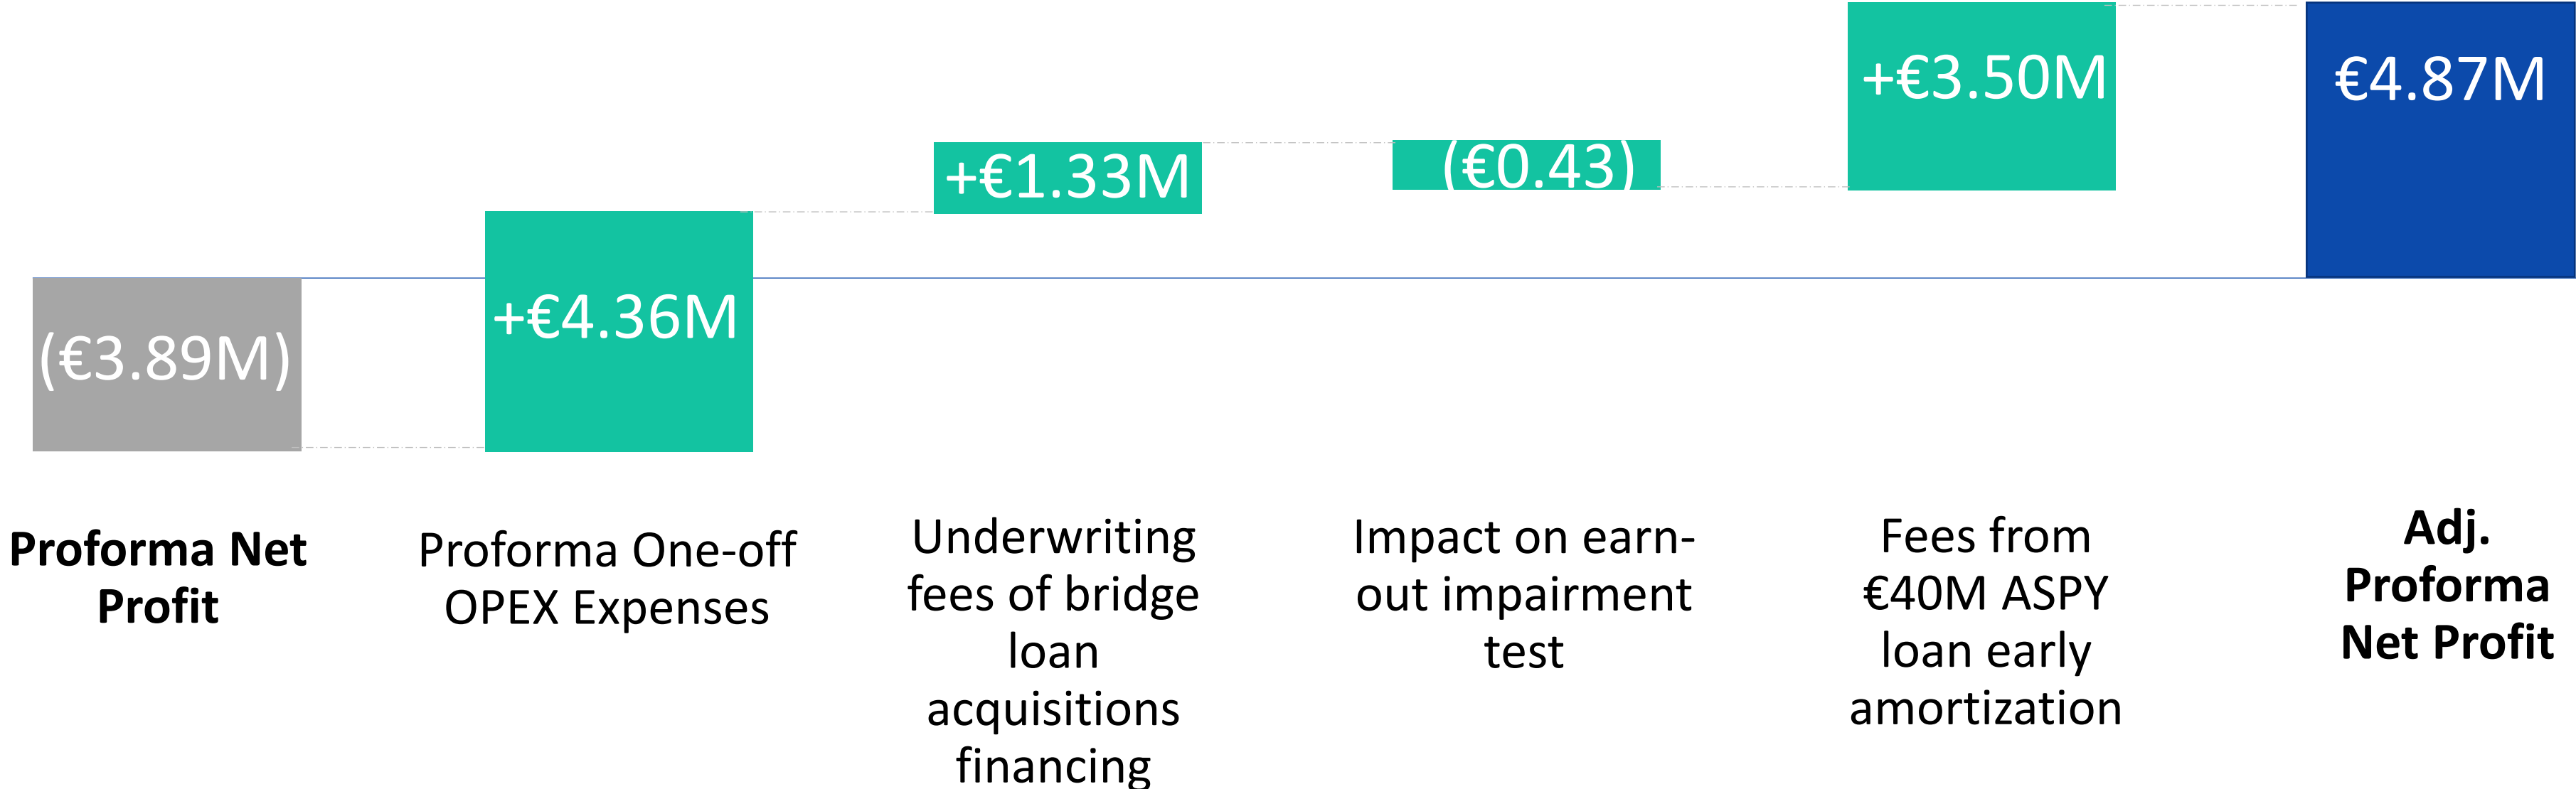 (€3.89M)
+€4.36M
+€1.33M
(€0.43)
+€3.50M
€4.87M
Proforma Net
Profit
Proforma One-off
OPEX Expenses
Underwriting
fees of bridge
loan
acquisitions
financing
Impact on earn-
out impairment
test
Fees from
€40M ASPY
loan early
amortization
Adj.
Proforma
Net Profit